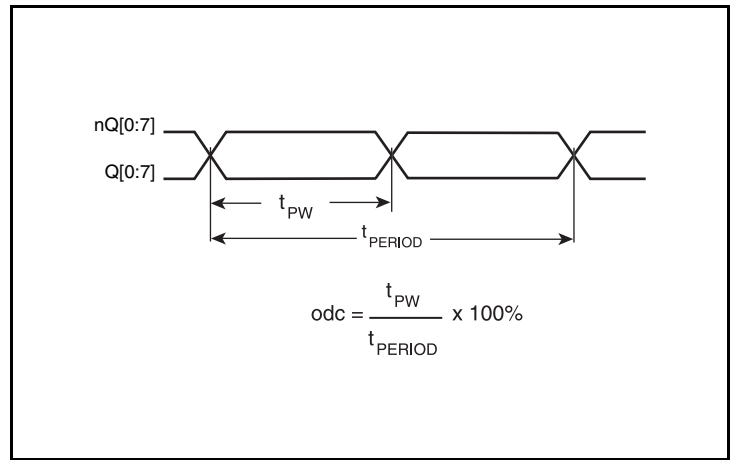 nQ[0:7]
Q[0:7]
tPW
tPERIOD
odc = tPW / tPERIOD x 100%